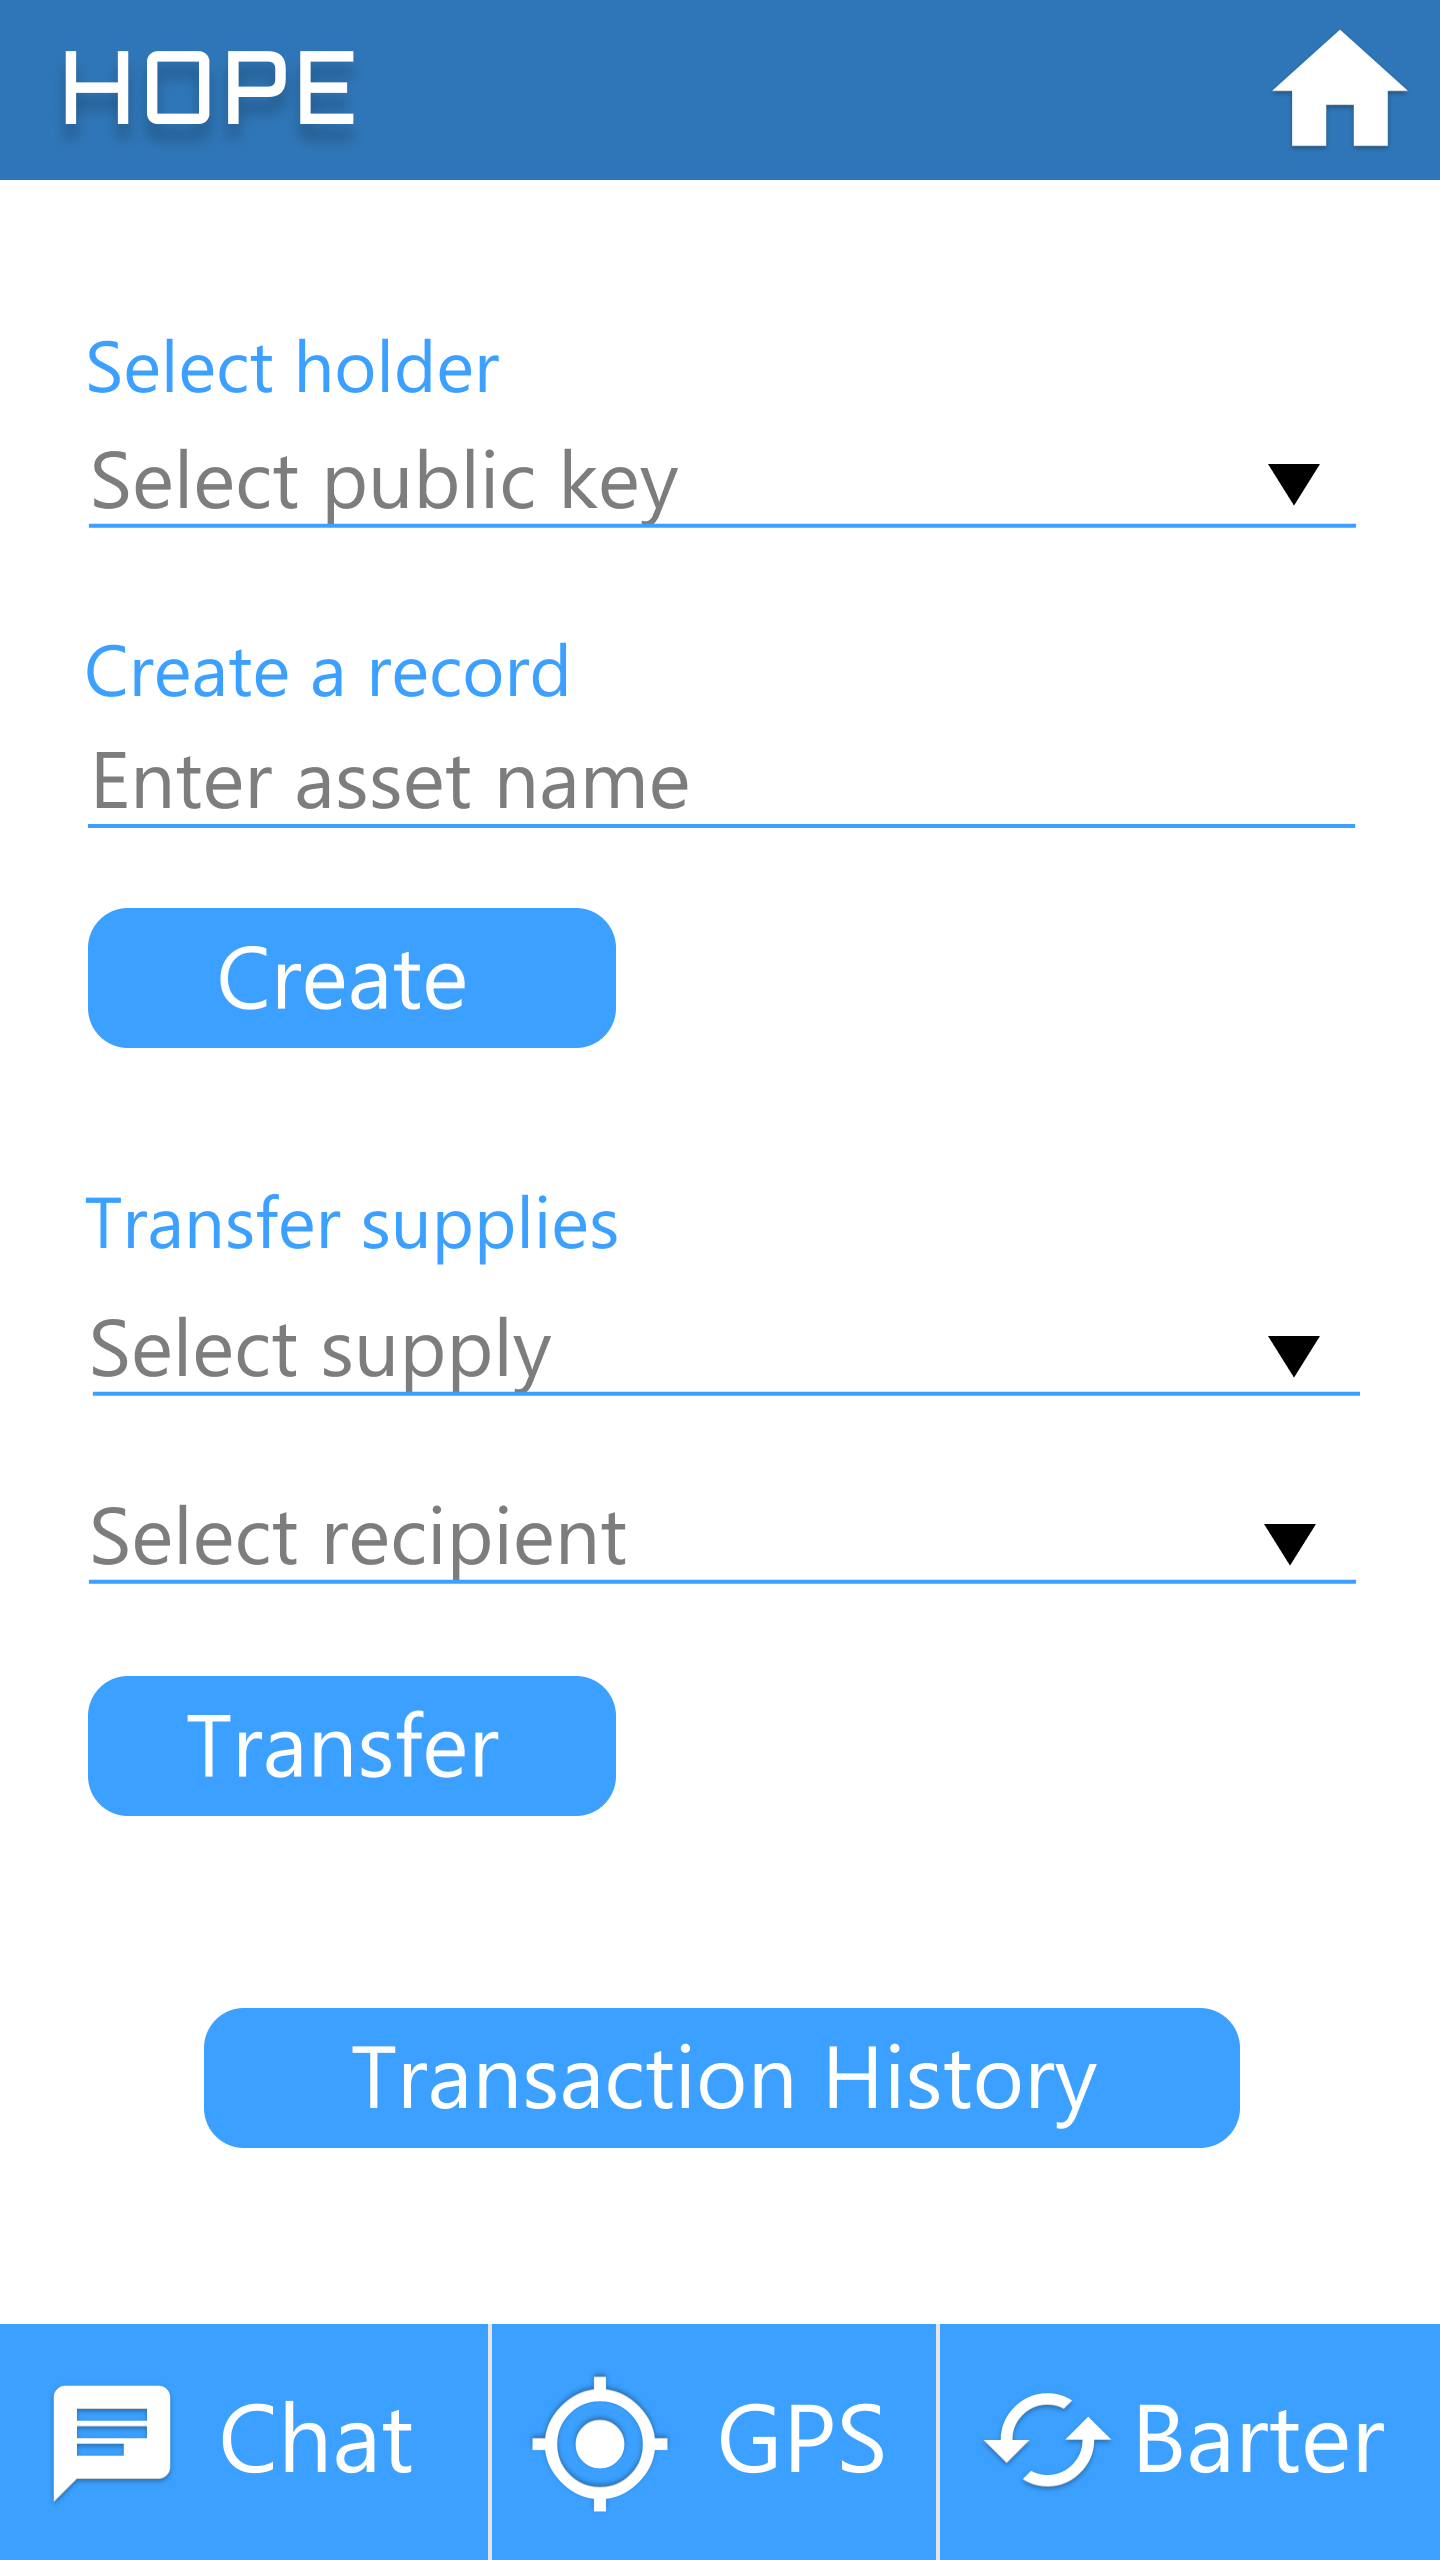 HOPE
Select holder
Select public key
Create a record
Enter asset name
Create
Transfer supplies
Select supply
Select recipient
Transfer
Transaction History
Chat
GPS
Barter